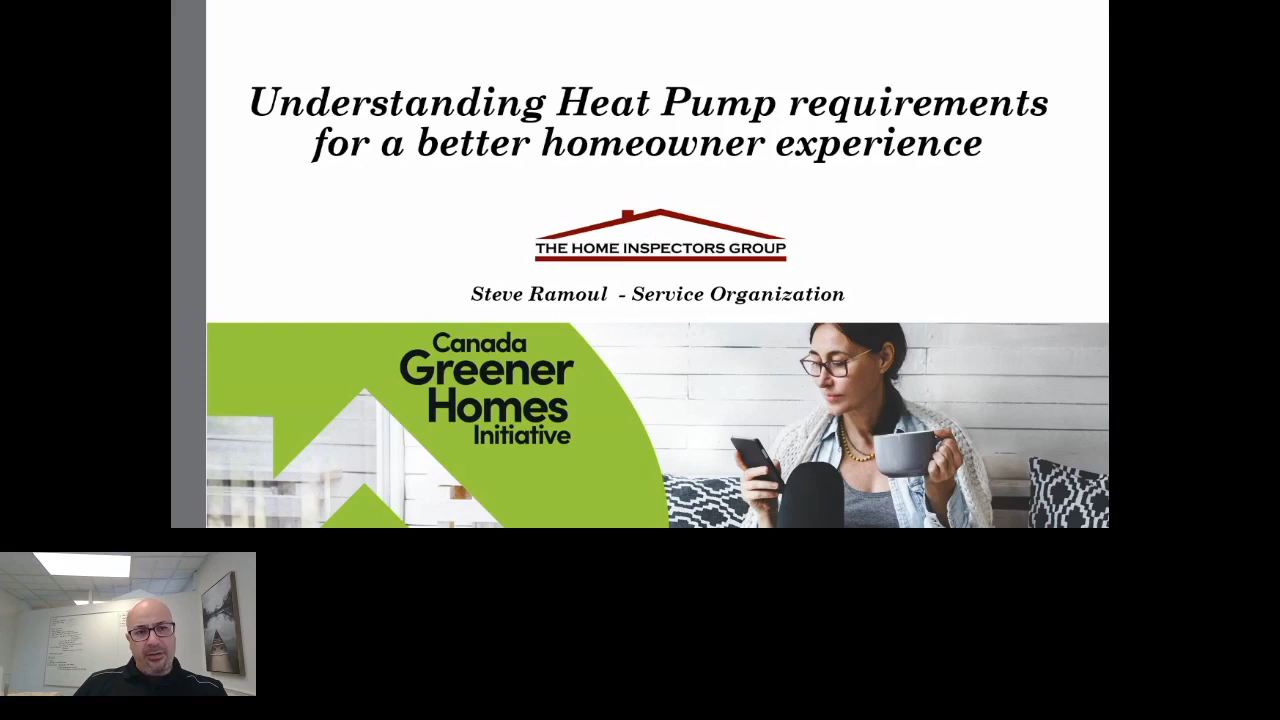 Understanding Heat Pump requirements
for a better homeowner experience
THE HOME INSPECTORS GROUP
Steve Ramoul - Service Organization
Canada
Greener
Homes
Initiative